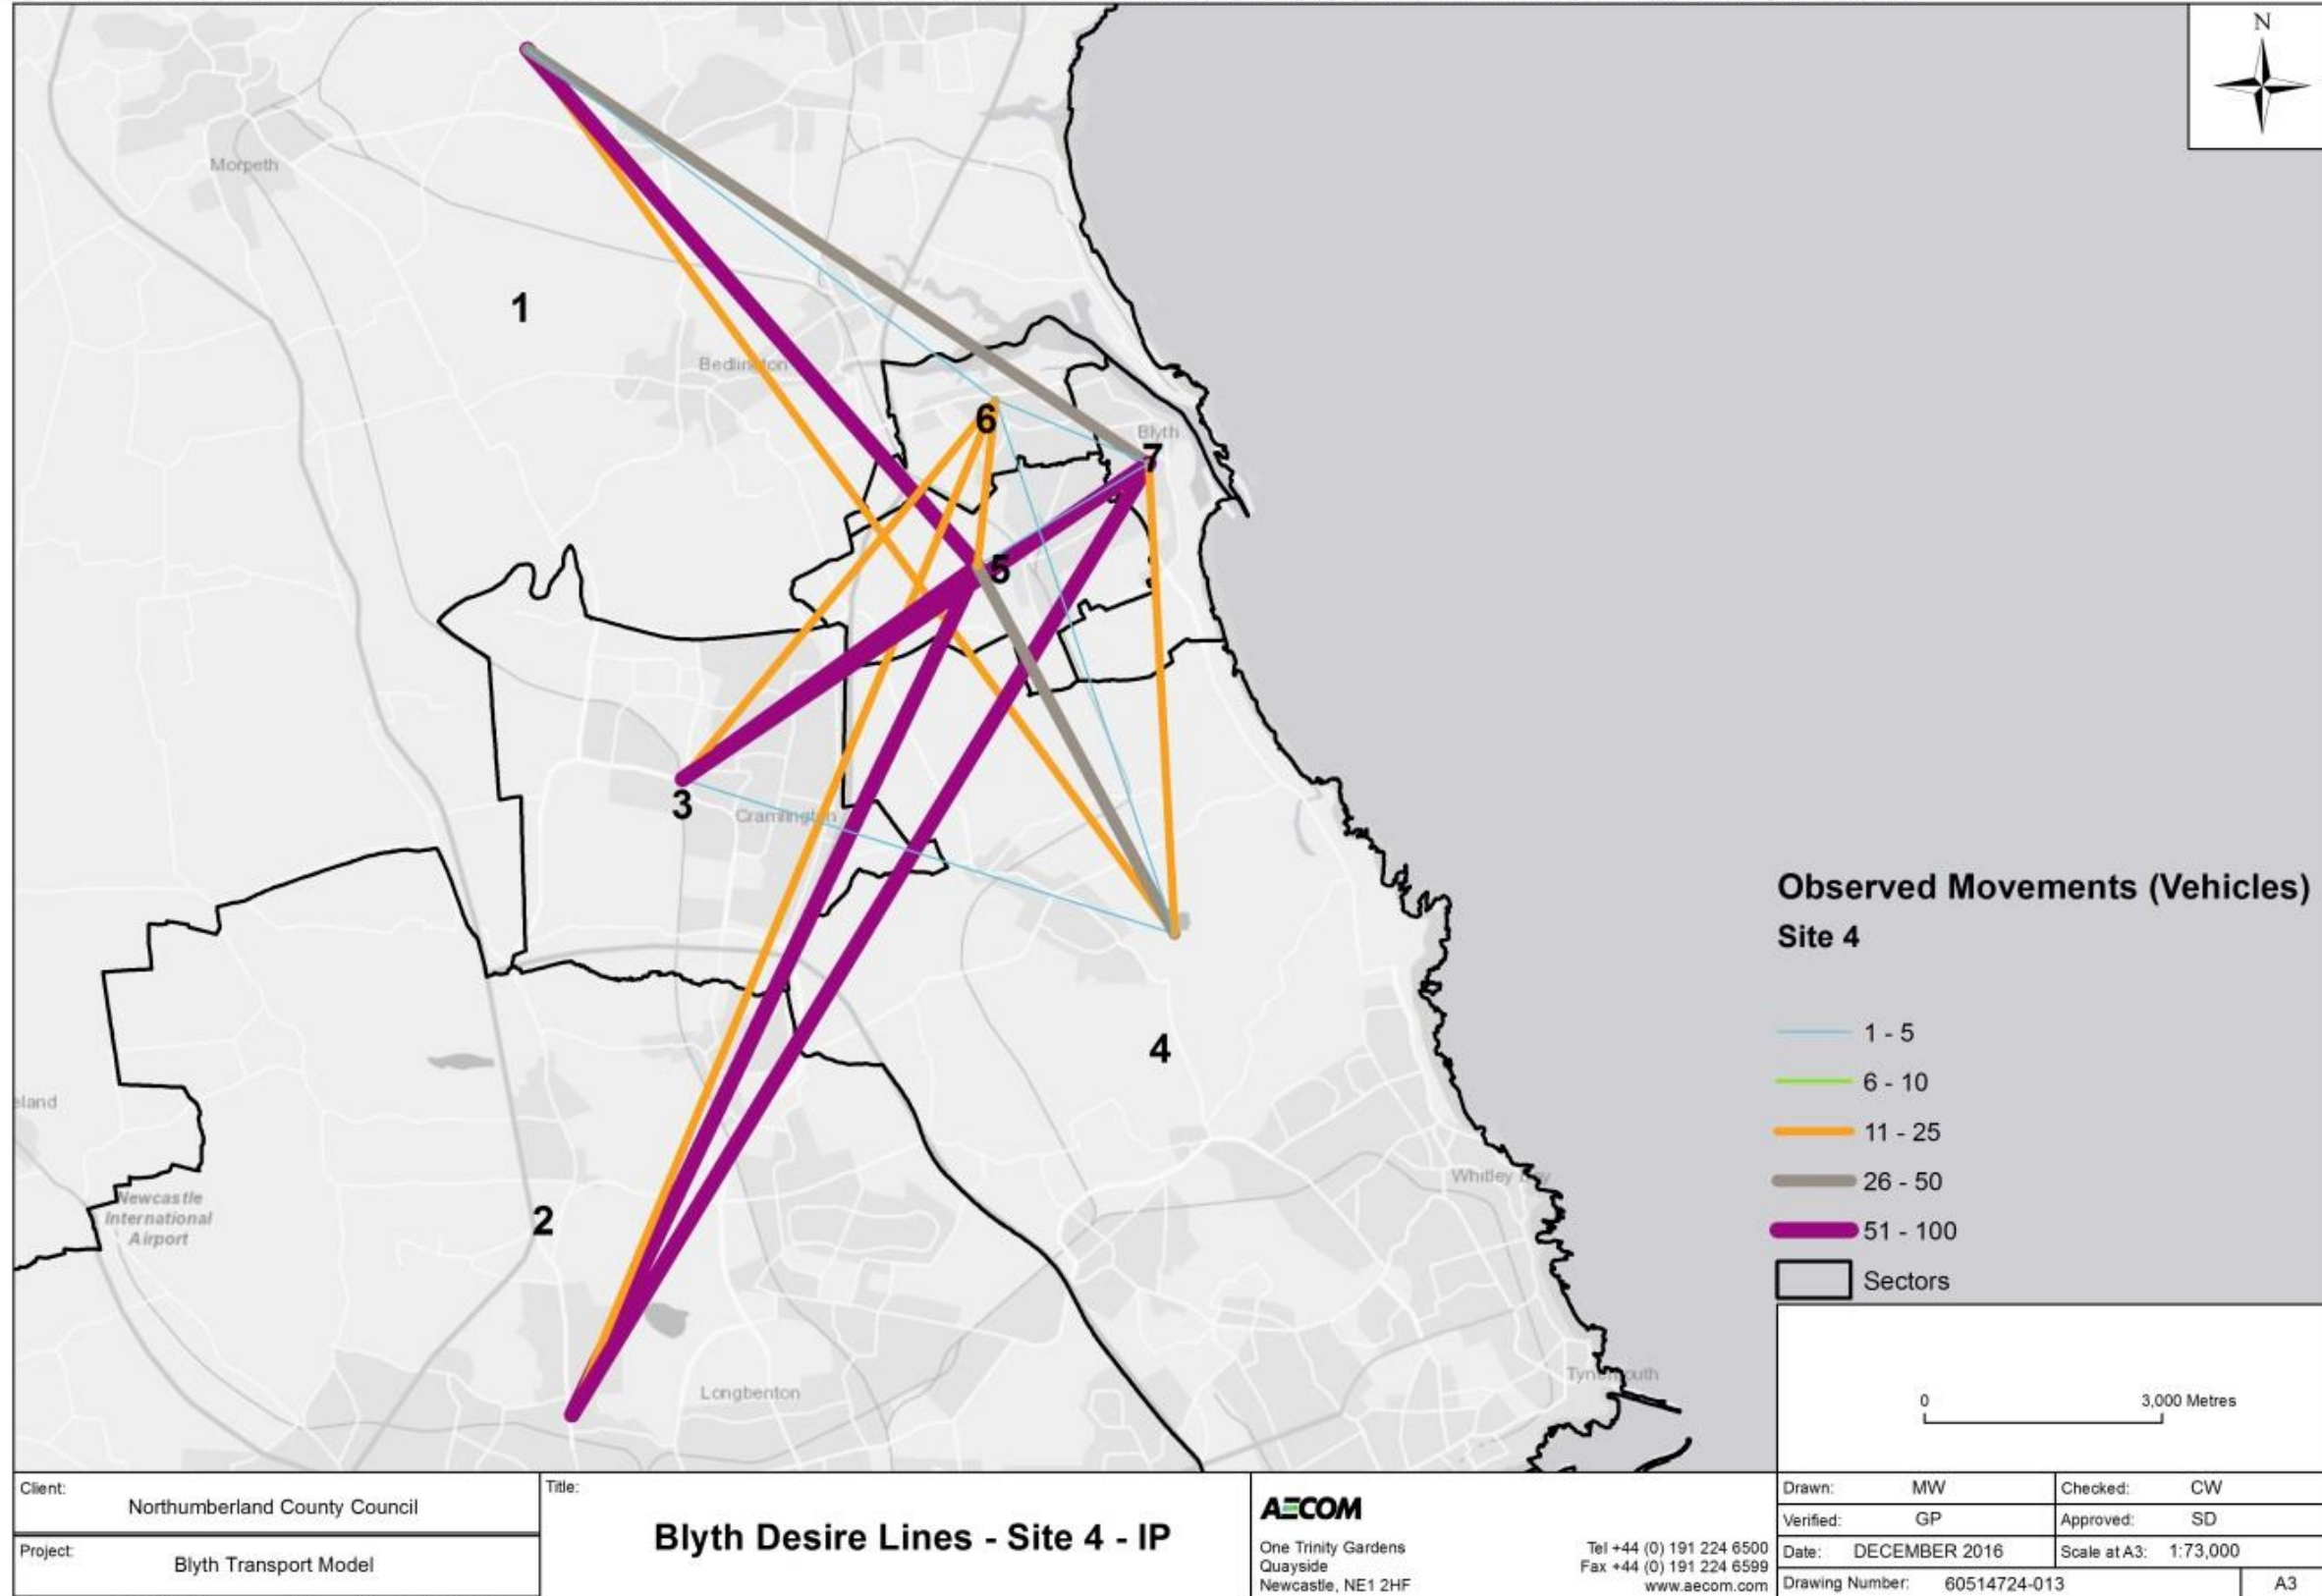 N
Morpeth
1
Bedlington
6
Blyth
7
5
3
Cramlington
4
eland
Newcastle
International
Airport
2
Whitley Bay
Longbenton
Tynemouth
Observed Movements (Vehicles)
Site 4
1 - 5
6 - 10
11 - 25
26 - 50
51 - 100
Sectors
0 3,000 Metres
Client:
Northumberland County Council
Project:
Blyth Transport Model
Title:
Blyth Desire Lines - Site 4 - IP
AECOM
One Trinity Gardens
Quayside
Newcastle, NE1 2HF
Tel +44 (0) 191 224 6500
Fax +44 (0) 191 224 6599
www.aecom.com
Drawn: MW Checked: CW
Verified: GP Approved: SD
Date: DECEMBER 2016 Scale at A3: 1:73,000
Drawing Number: 60514724-013 A3